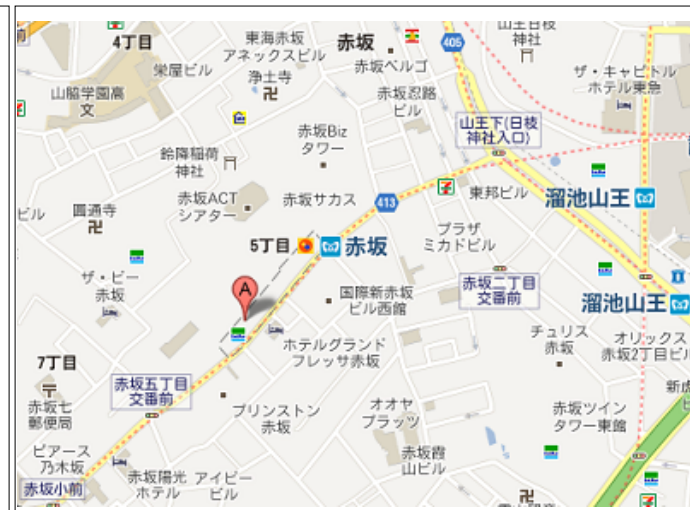 前
4丁目
栄屋ビル
山脇学園高
文
東海赤坂
アネックスビル
浄土寺
赤坂
赤坂ベルゴ
赤坂忍路
ビル
405
山王日枝
神社
ザ・キャピトル
ホテル東急
山王下(日枝
神社入口)
赤坂Biz
タワー
鈴降稲荷
神社
赤坂ACT
シアター
赤坂サカス
413
7
東邦ビル
溜池山王
ビル
圓通寺
5丁目
赤坂
プラザ
ミカドビル
ザ・ビー
赤坂
A
国際新赤坂
ビル西館
赤坂二丁目
交番前
溜池山王
ホテルグランド
フレッサ赤坂
チュリス
赤坂
オリックス
赤坂2丁目ビル
7丁目
赤坂五丁目
交番前
赤坂七
郵便局
プリンストン
赤坂
オオヤ
プラッツ
赤坂ツイン
タワー東館
新虎
ピアース
乃木坂
赤坂小前
赤坂陽光
ホテル
アイビー
ビル
赤坂霞
山ビル
7